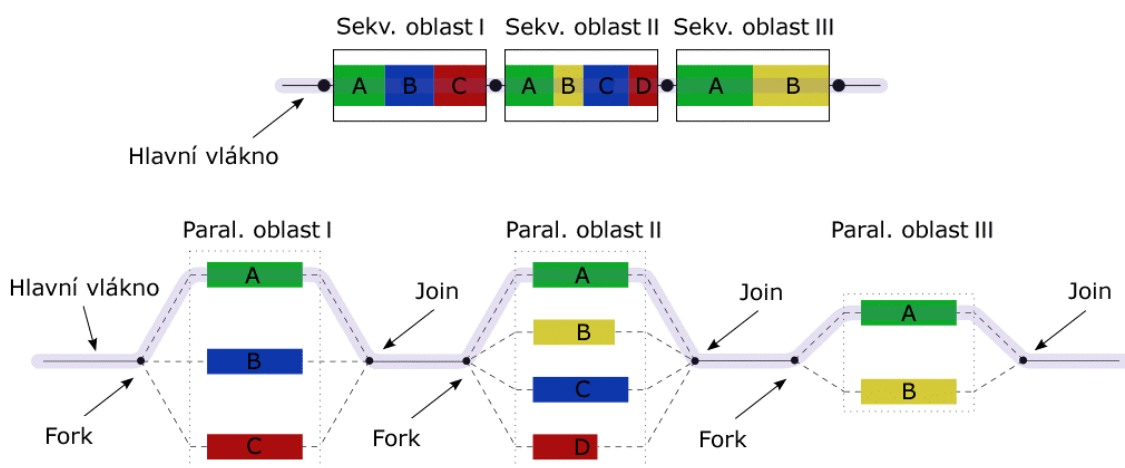 Sekv. oblast I Sekv. oblast II Sekv. oblast III
A B C A B C D A B
Hlavní vlákno
Paral. oblast I Paral. oblast II Paral. oblast III
A A
Hlavní vlákno Join Join Join
A
B B
C B
Fork Fork Fork
C D